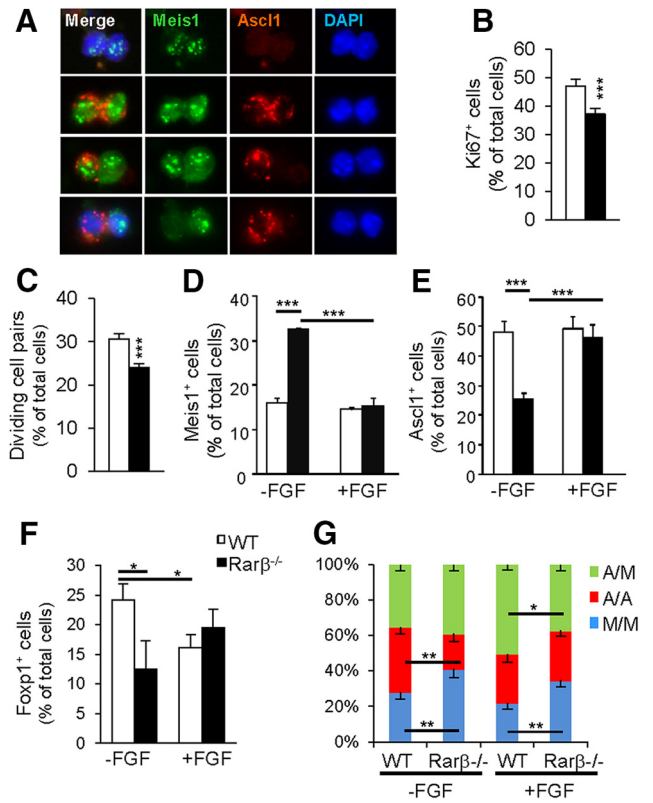 A
Merge Meis1 Ascl1 DAPI
B
Ki67+ cells
(% of total cells)
60
50
40
30
20
10
0
***
C
Dividing cell pairs
(% of total cells)
40
30
20
10
0
***
D
Meis1+ cells
(% of total cells)
40
30
20
10
0
*** ***
-FGF +FGF
E
Ascl1+ cells
(% of total cells)
60
50
40
30
20
10
0
*** ***
-FGF +FGF
F
WT
Rarβ-/-
Foxp1+ cells
(% of total cells)
30
25
20
15
10
5
0
* *
-FGF +FGF
G
100%
80%
60%
40%
20%
0%
A/M
A/A
M/M
*
**
** **
WT Rarβ-/- WT Rarβ-/-
-FGF +FGF